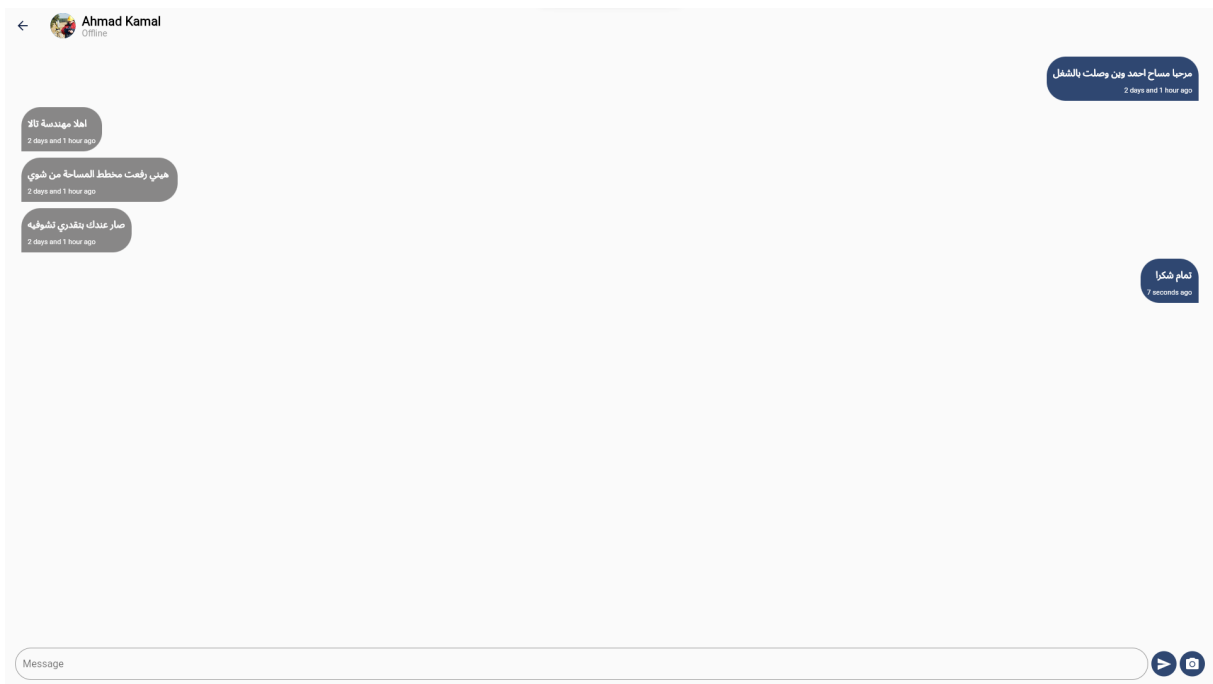 Ahmad Kamal
Offline
مرحبا مساح احمد وين وصلت بالشغل
2 days and 1 hour ago
اهلا مهندسة تالا
2 days and 1 hour ago
هيني رفعت مخطط المساحة من شوي
2 days and 1 hour ago
صار عندك بتقدري تشوفيه
2 days and 1 hour ago
تمام شكرا
7 seconds ago
Message